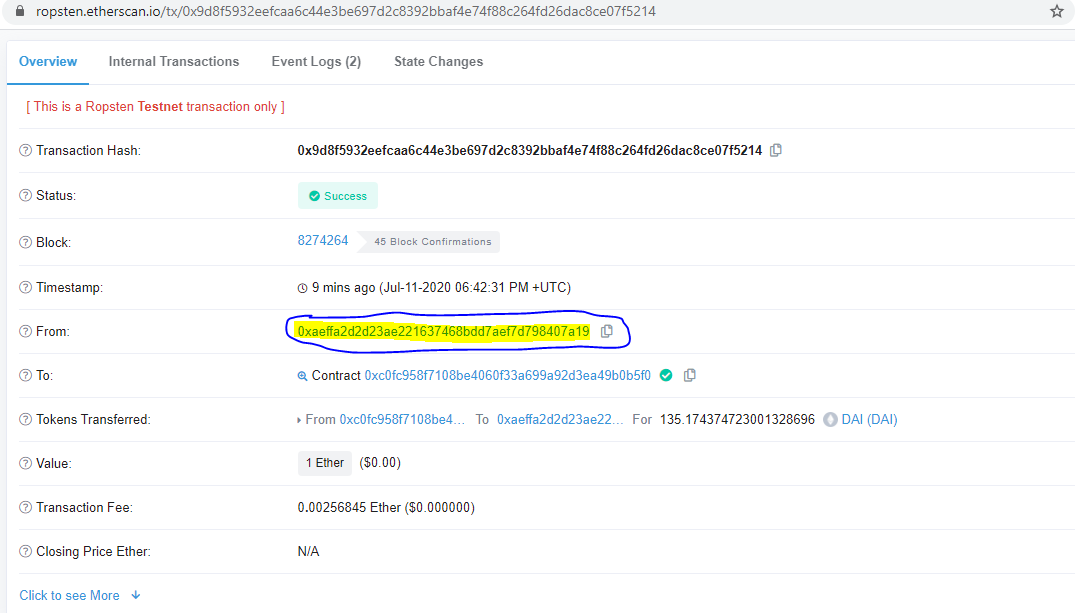 ropsten.etherscan.io/tx/0x9d8f5932eefcaa6c44e3be697d2c8392bbaf4e74f88c264fd26dac8ce07f5214
Overview Internal Transactions Event Logs (2) State Changes
[ This is a Ropsten Testnet transaction only ]
Transaction Hash: 0x9d8f5932eefcaa6c44e3be697d2c8392bbaf4e74f88c264fd26dac8ce07f5214
Status: Success
Block: 8274264 45 Block Confirmations
Timestamp: 9 mins ago (Jul-11-2020 06:42:31 PM +UTC)
From: 0xaeffa2d2d23ae221637468bdd7aef7d798407a19
To: Contract 0xc0fc958f7108be4060f33a699a92d3ea49b0b5f0
Tokens Transferred: From 0xc0fc958f7108be4... To 0xaeffa2d2d23ae22... For 135.174374723001328696 DAI (DAI)
Value: 1 Ether ($0.00)
Transaction Fee: 0.00256845 Ether ($0.000000)
Closing Price Ether: N/A
Click to see More